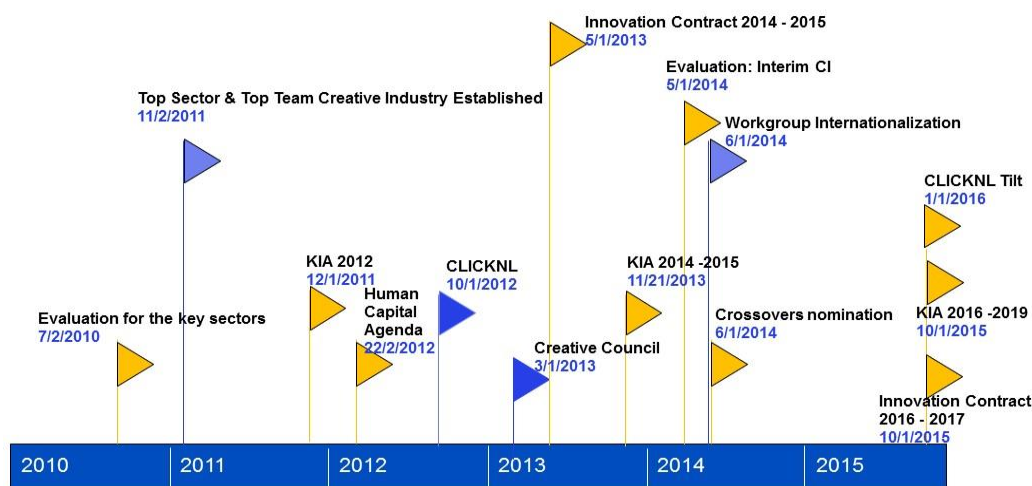 Innovation Contract 2014 - 2015
5/1/2013
Evaluation: Interim CI
5/1/2014
Top Sector & Top Team Creative Industry Established
11/2/2011
Workgroup Internationalization
6/1/2014
CLICKNL Tilt
1/1/2016
KIA 2012
12/1/2011
CLICKNL
10/1/2012
KIA 2014 -2015
11/21/2013
Human
Capital
Agenda
22/2/2012
Evaluation for the key sectors
7/2/2010
Crossovers nomination
6/1/2014
KIA 2016 -2019
10/1/2015
Creative Council
3/1/2013
Innovation Contract
2016 - 2017
10/1/2015
2010
2011
2012
2013
2014
2015